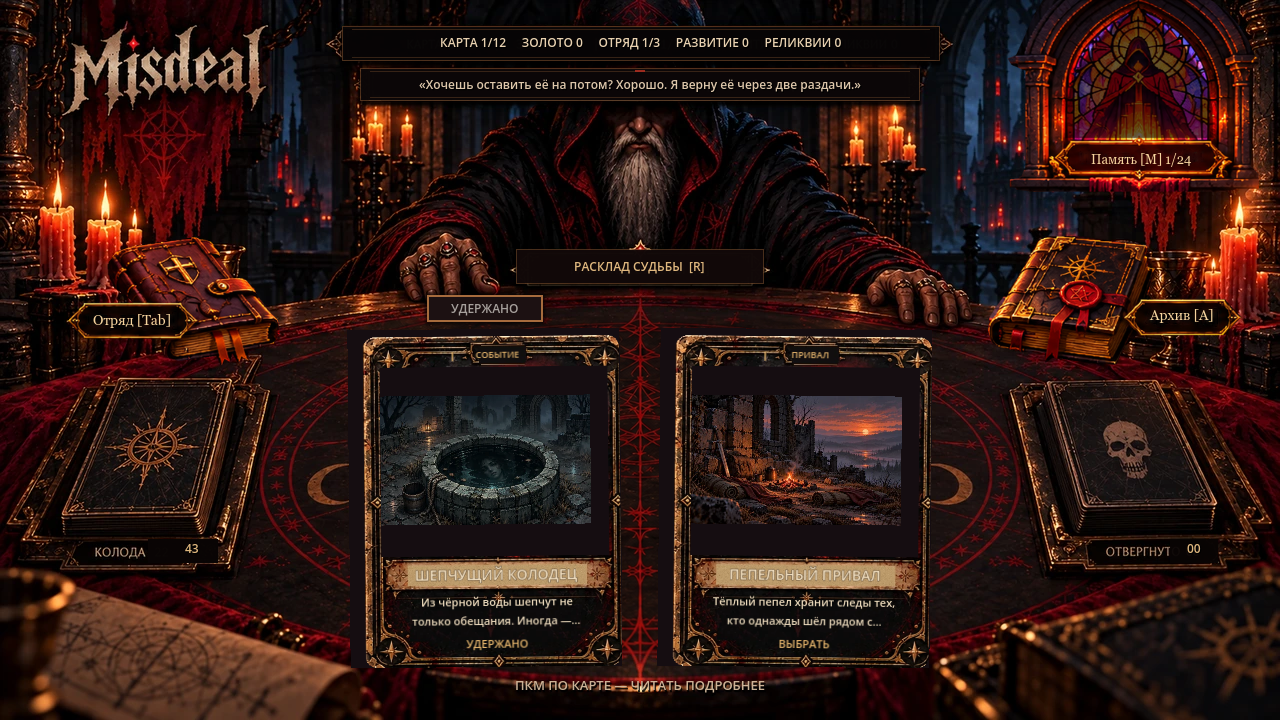 Misdeal
КАРТА 1/12 ЗОЛОТО 0 ОТРЯД 1/3 РАЗВИТИЕ 0 РЕЛИКВИИ 0
«Хочешь оставить её на потом? Хорошо. Я верну её через две раздачи.»
Память [M] 1/24
РАСКЛАД СУДЬБЫ [R]
УДЕРЖАНО
Отряд [Tab]
Архив [A]
СОБЫТИЕ
ПРИВАЛ
КОЛОДА 43
ОТВЕРГНУТ 00
ШЕПЧУЩИЙ КОЛОДЕЦ
Из чёрной воды шепчут не
только обещания. Иногда —...
УДЕРЖАНО
ПЕПЕЛЬНЫЙ ПРИВАЛ
Тёплый пепел хранит следы тех,
кто однажды шёл рядом с...
ВЫБРАТЬ
ПКМ ПО КАРТЕ — ЧИТАТЬ ПОДРОБНЕЕ